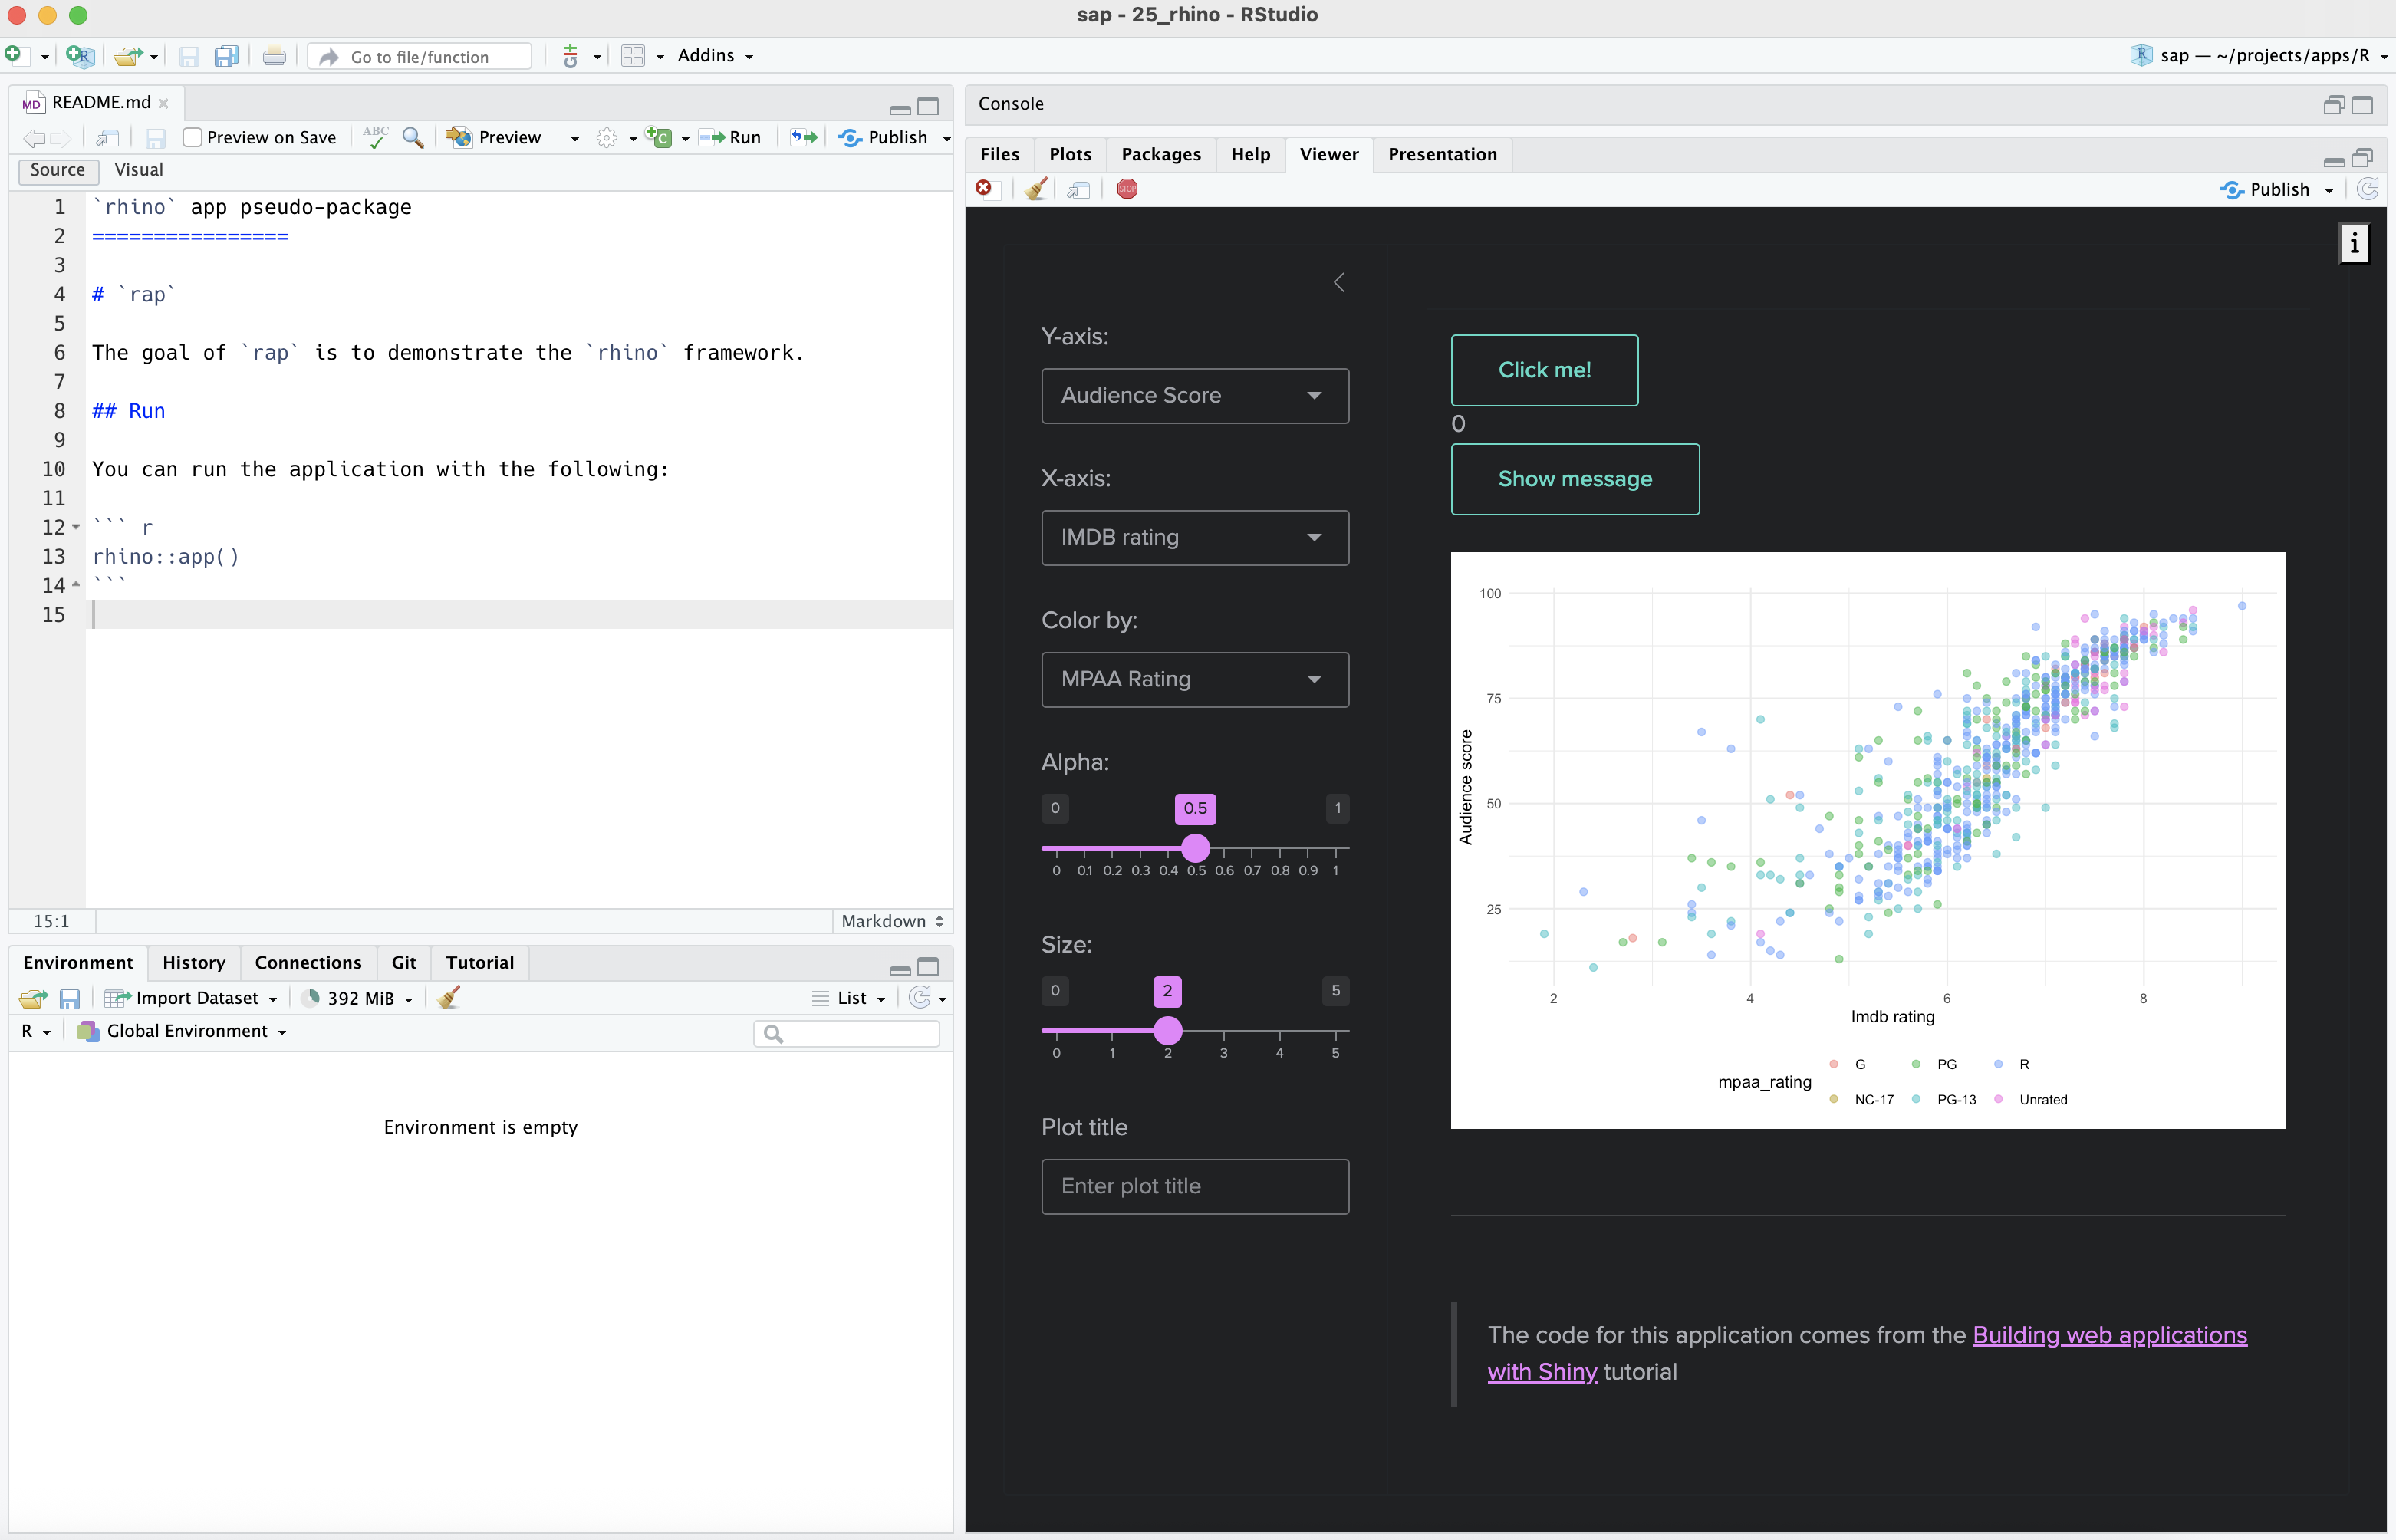 sap - 25_rhino - RStudio
Go to file/function
Addins
sap — ~/projects/apps/R
README.md
Preview on Save
ABC
Preview
Run
Publish
Source
Visual
1 `rhino` app pseudo-package
2 ================
3
4 # `rap`
5
6 The goal of `rap` is to demonstrate the `rhino` framework.
7
8 ## Run
9
10 You can run the application with the following:
11
12 ``` r
13 rhino::app()
14 ```
15
15:1
Markdown
Environment
History
Connections
Git
Tutorial
Import Dataset
392 MiB
List
R
Global Environment
Environment is empty
Console
Files
Plots
Packages
Help
Viewer
Presentation
STOP
Publish
i
Y-axis:
Audience Score
X-axis:
IMDB rating
Color by:
MPAA Rating
Alpha:
0 0.5 1
0 0.1 0.2 0.3 0.4 0.5 0.6 0.7 0.8 0.9 1
Size:
0 2 5
0 1 2 3 4 5
Plot title
Enter plot title
Click me!
0
Show message
100
75
50
25
Audience score
2 4 6 8
Imdb rating
mpaa_rating
G PG R
NC-17 PG-13 Unrated
The code for this application comes from the Building web applications
with Shiny tutorial